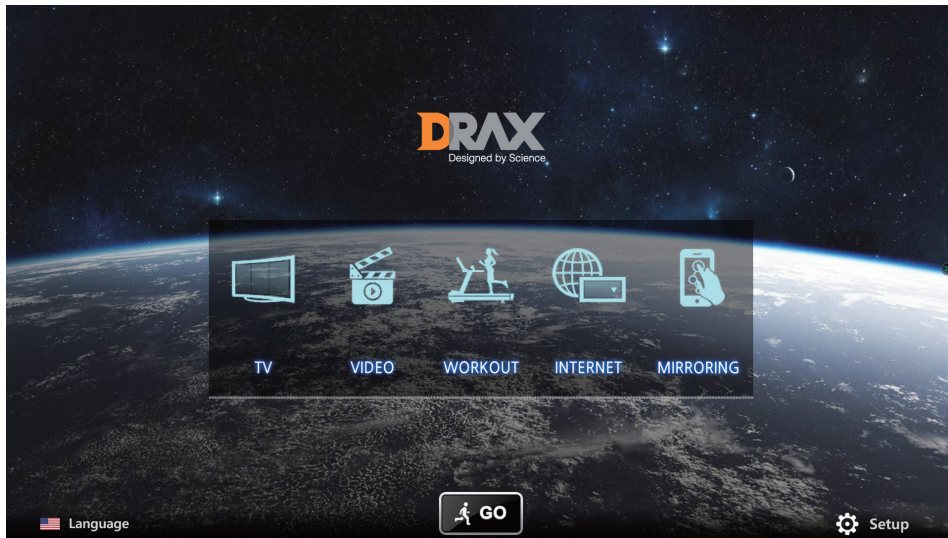 DRAX
Designed by Science
TV
VIDEO
WORKOUT
INTERNET
MIRRORING
Language
GO
Setup